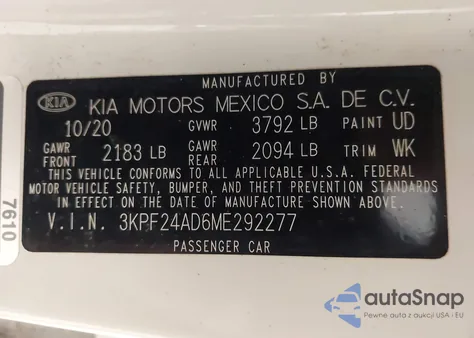 MANUFACTURED BY
KIA KIA MOTORS MEXICO S.A. DE C.V.
10/20 GVWR 3792 LB PAINT UD
GAWR FRONT 2183 LB GAWR REAR 2094 LB TRIM WK
THIS VEHICLE CONFORMS TO ALL APPLICABLE U.S.A. FEDERAL
MOTOR VEHICLE SAFETY, BUMPER, AND THEFT PREVENTION STANDARDS
IN EFFECT ON THE DATE OF MANUFACTURE SHOWN ABOVE.
V.I.N. 3KPF24AD6ME292277
PASSENGER CAR
7610
autoSnap
Pewne auta z aukcji USA i EU